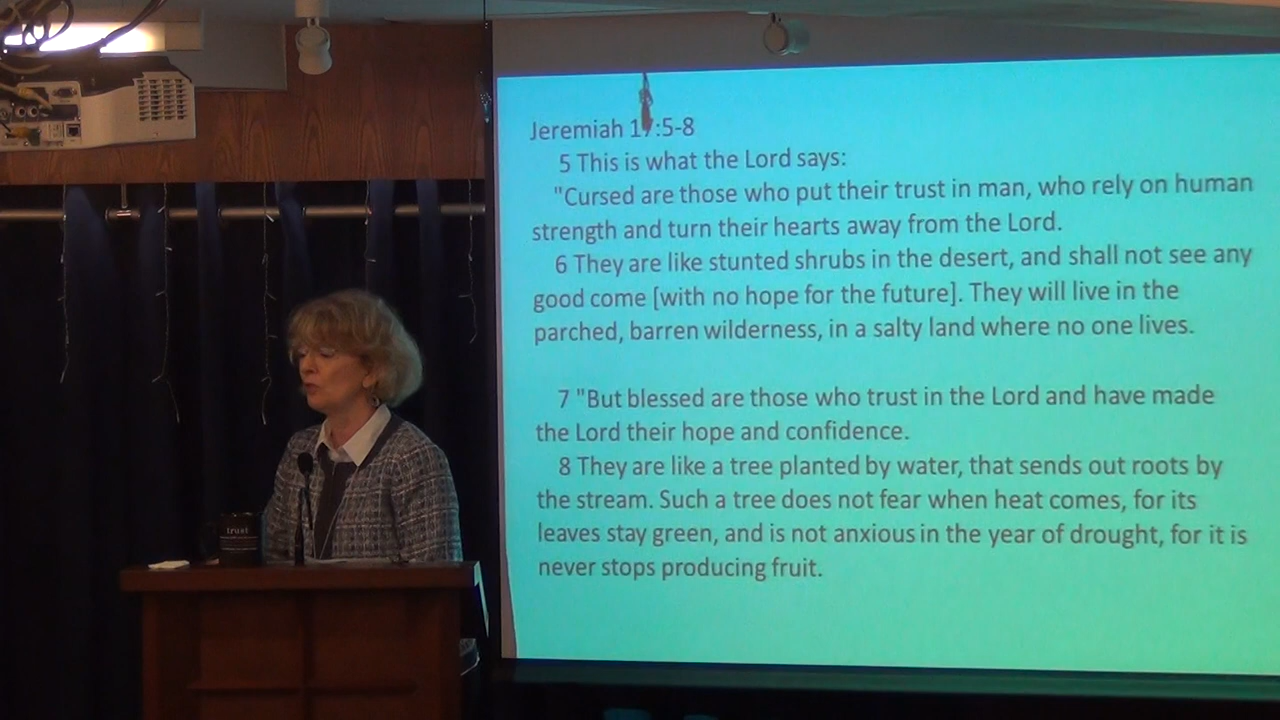 Jeremiah 17:5-8
5 This is what the Lord says:
"Cursed are those who put their trust in man, who rely on human
strength and turn their hearts away from the Lord.
6 They are like stunted shrubs in the desert, and shall not see any
good come [with no hope for the future]. They will live in the
parched, barren wilderness, in a salty land where no one lives.
7 "But blessed are those who trust in the Lord and have made
the Lord their hope and confidence.
8 They are like a tree planted by water, that sends out roots by
the stream. Such a tree does not fear when heat comes, for its
leaves stay green, and is not anxious in the year of drought, for it is
never stops producing fruit.
trust